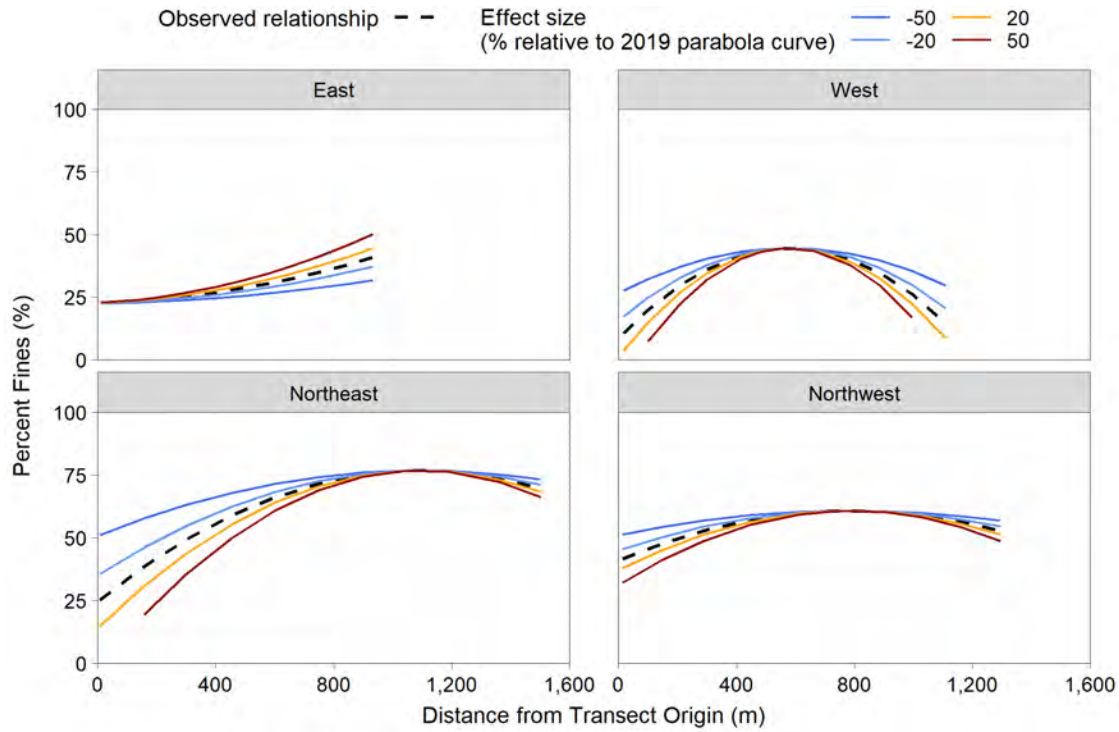 Observed relationship
Effect size
(% relative to 2019 parabola curve)
-50
20
-20
50
East
West
100
75
50
25
0
Northeast
Northwest
100
75
50
25
0
Percent Fines (%)
0
400
800
1,200
1,600
0
400
800
1,200
1,600
Distance from Transect Origin (m)